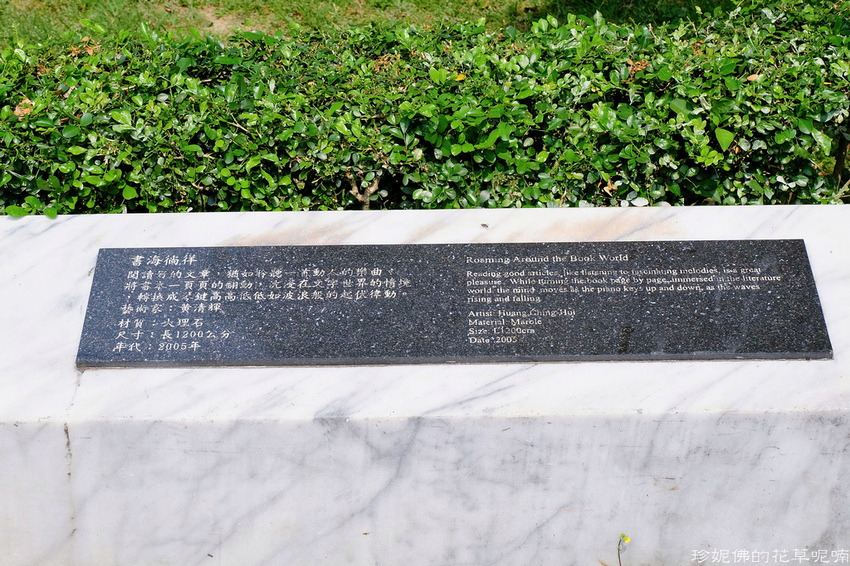 書海徜徉
閱讀好的文章，猶如聆聽一首動人的樂曲。
將書本一頁頁的翻動，沉浸在文字世界的情境
，轉換成琴鍵高高低低如波浪般的起伏律動。
藝術家：黃清輝
材質：大理石
尺寸：長1200公分
年代：2005年
Roaming Around the Book World
Reading good articles, like listening to fascinating melodies, is a great
pleasure. While turning the book page by page, immersed in the literature
world, the mind moves as the piano keys up and down, as the waves
rising and falling.
Artist: Huang Ching-Hui
Material: Marble
Size: L1200cm
Date: 2005
珍妮佛的花草呢喃